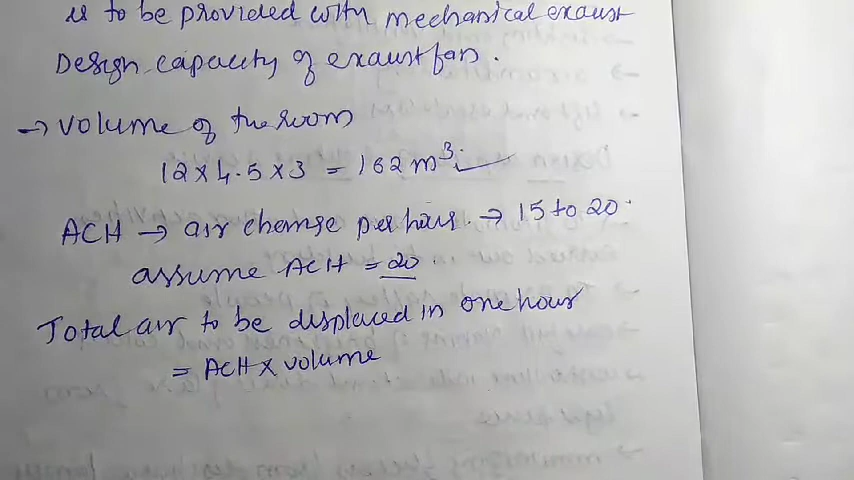 is to be provided with mechanical exhaust
Design capacity of exhaust fan.
→ volume of the room
12 x 4.5 x 3 = 162 m³.
ACH → air change per hour. → 15 to 20.
assume ACH = 20.
Total air to be displaced in one hour
= ACH x volume